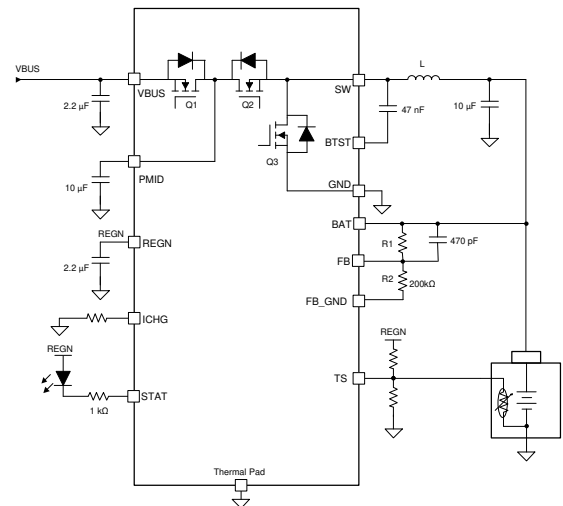 VBUS
2.2 µF
VBUS
Q1
Q2
SW
L
47 nF
10 µF
BTST
Q3
PMID
10 µF
GND
BAT
R1
470 pF
FB
R2
200kΩ
FB_GND
REGN
REGN
2.2 µF
ICHG
REGN
STAT
1 kΩ
REGN
TS
Thermal Pad